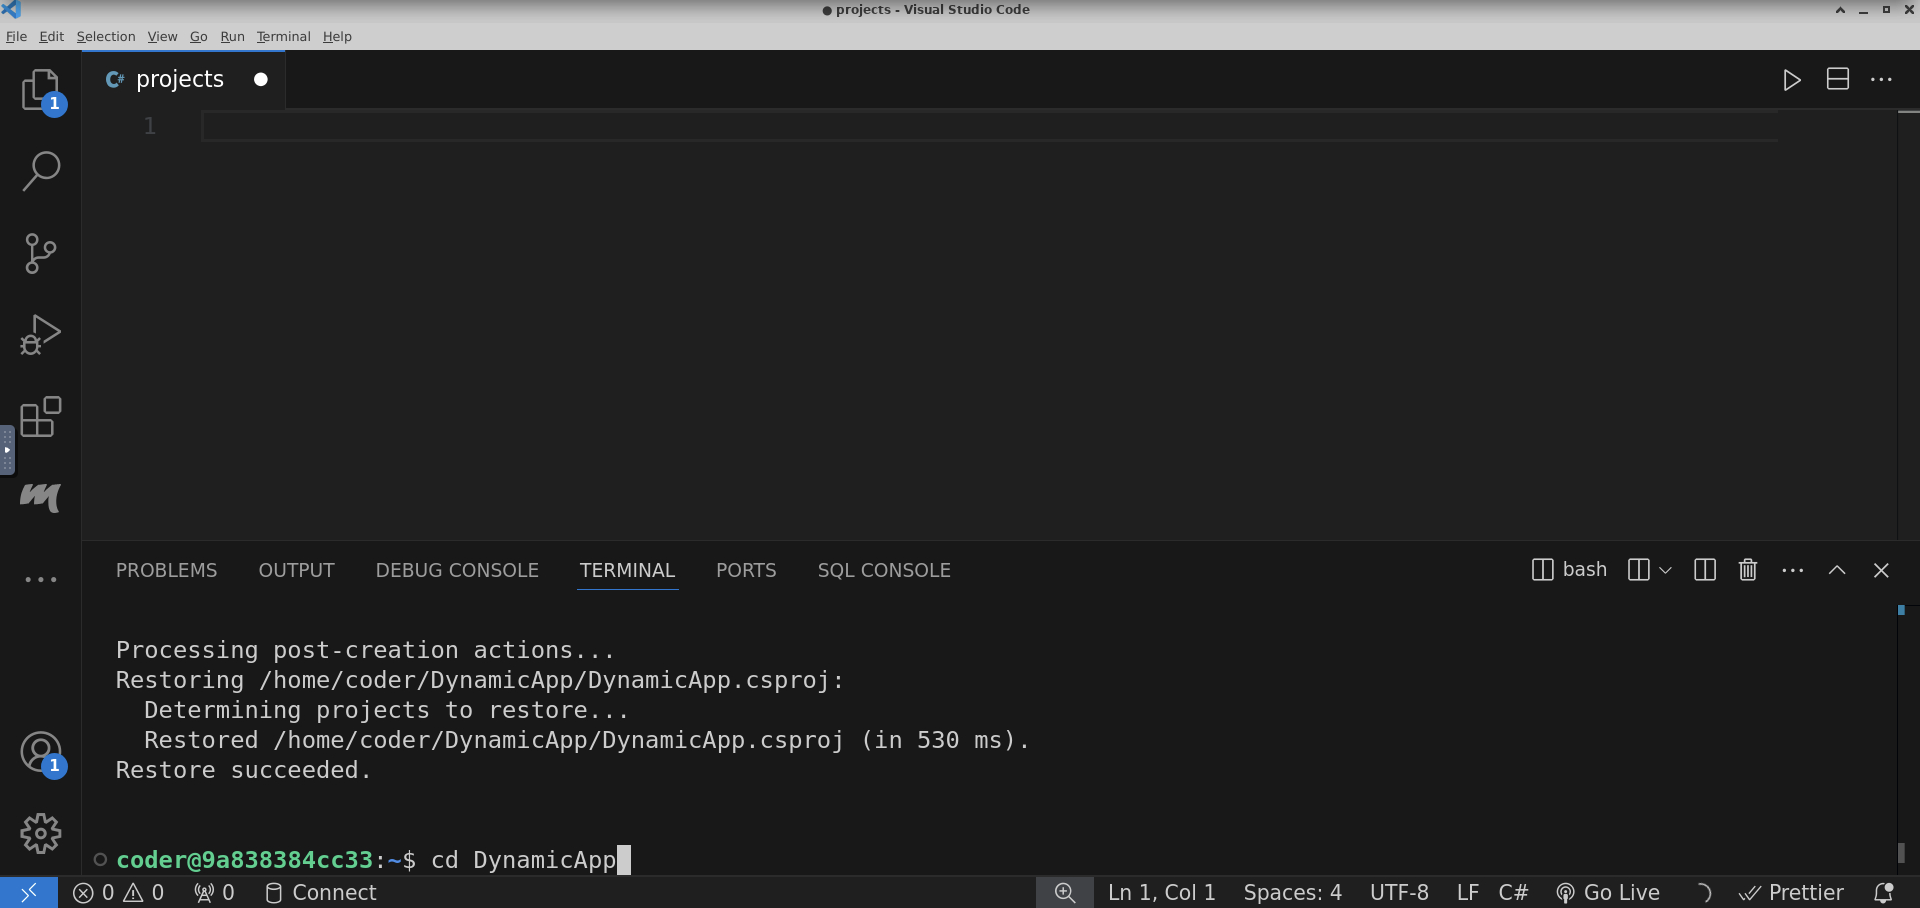 ● projects - Visual Studio Code
File Edit Selection View Go Run Terminal Help
1
C# projects ●
1
PROBLEMS OUTPUT DEBUG CONSOLE TERMINAL PORTS SQL CONSOLE bash
Processing post-creation actions...
Restoring /home/coder/DynamicApp/DynamicApp.csproj:
Determining projects to restore...
Restored /home/coder/DynamicApp/DynamicApp.csproj (in 530 ms).
Restore succeeded.
1
coder@9a838384cc33:~$ cd DynamicApp
0 0 0 Connect Ln 1, Col 1 Spaces: 4 UTF-8 LF C# Go Live Prettier